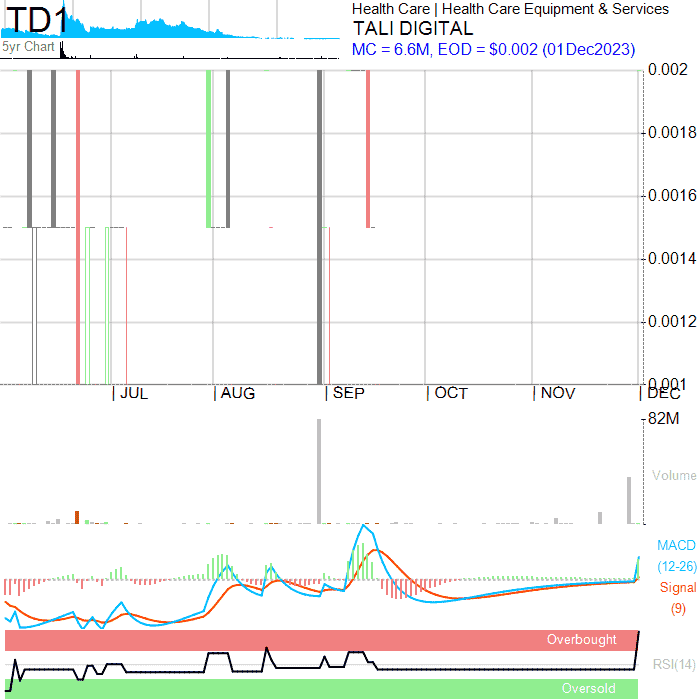 TD1
5yr Chart
Health Care | Health Care Equipment & Services
TALI DIGITAL
MC = 6.6M, EOD = $0.002 (01Dec2023)
0.002
0.0018
0.0016
0.0014
0.0012
0.001
| JUL | AUG | SEP | OCT | NOV | DEC
82M
Volume
MACD
(12-26)
Signal
(9)
Overbought
RSI(14)
Oversold